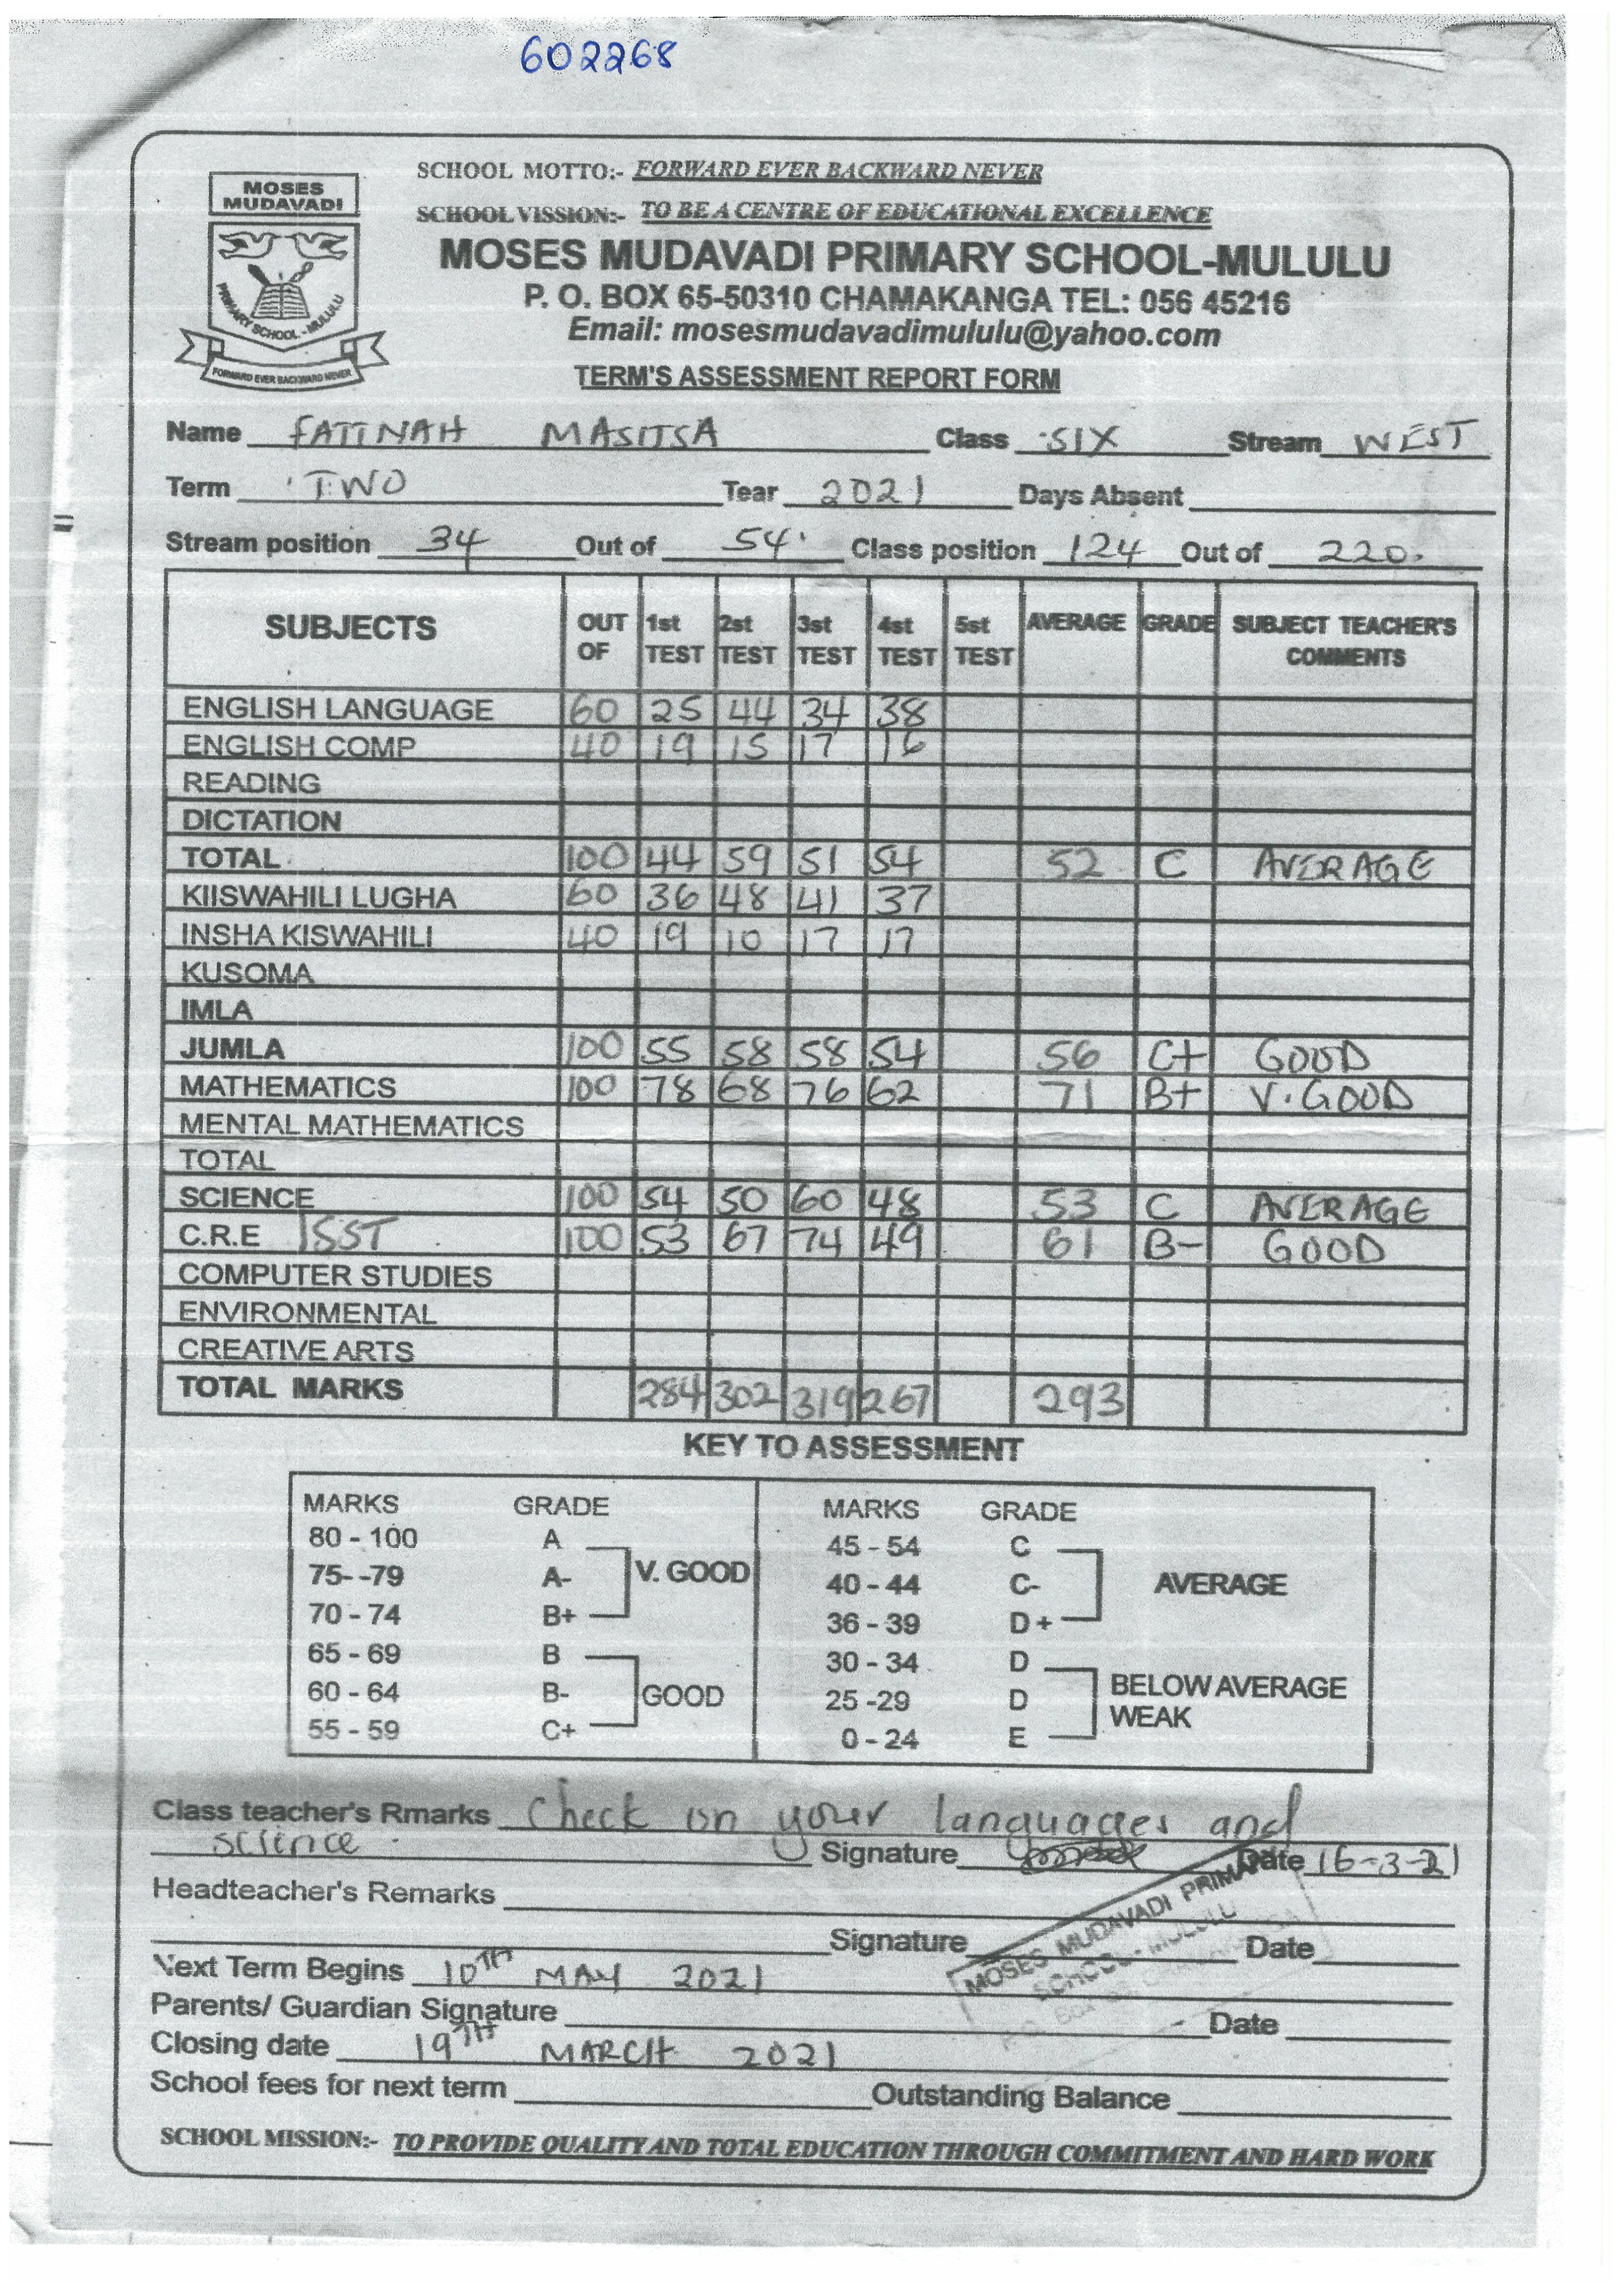 602268
MOSES
MUDAVADI
PRIMARY SCHOOL - MULULU
FORWARD EVER BACKWARD NEVER
SCHOOL MOTTO:- FORWARD EVER BACKWARD NEVER
SCHOOL VISSION:- TO BE A CENTRE OF EDUCATIONAL EXCELLENCE
MOSES MUDAVADI PRIMARY SCHOOL-MULULU
P. O. BOX 65-50310 CHAMAKANGA TEL: 056 45216
Email: mosesmudavadimululu@yahoo.com
TERM'S ASSESSMENT REPORT FORM
Name FATINAH MASITSA Class SIX Stream WEST
Term TWO Tear 2021 Days Absent
Stream position 34 Out of 54. Class position 124 Out of 220.
SUBJECTS OUT OF 1st TEST 2st TEST 3st TEST 4st TEST 5st TEST AVERAGE GRADE SUBJECT TEACHER'S COMMENTS
ENGLISH LANGUAGE 60 25 44 34 38
ENGLISH COMP 40 19 15 17 16
READING
DICTATION
TOTAL 100 44 59 51 54 52 C AVERAGE
KIISWAHILI LUGHA 60 36 48 41 37
INSHA KISWAHILI 40 19 10 17 17
KUSOMA
IMLA
JUMLA 100 55 58 58 54 56 C+ GOOD
MATHEMATICS 100 78 68 76 62 71 B+ V.GOOD
MENTAL MATHEMATICS
TOTAL
SCIENCE 100 54 50 60 48 53 C AVERAGE
C.R.E ISST 100 53 67 74 49 61 B- GOOD
COMPUTER STUDIES
ENVIRONMENTAL
CREATIVE ARTS
TOTAL MARKS 284 302 319 267 293
KEY TO ASSESSMENT
MARKS GRADE MARKS GRADE
80 - 100 A 45 - 54 C
75- -79 A- V. GOOD 40 - 44 C- AVERAGE
70 - 74 B+ 36 - 39 D+
65 - 69 B 30 - 34 D
60 - 64 B- GOOD 25 -29 D BELOW AVERAGE WEAK
55 - 59 C+ 0 - 24 E
Class teacher's Rmarks Check on your languages and
science. Signature Date 16-3-21
Headteacher's Remarks
Signature Date
MOSES MUDAVADI PRIMARY
SCHOOL - MULULU
P.O. Box
Next Term Begins 10TH MAY 2021
Parents/ Guardian Signature Date
Closing date 19TH MARCH 2021
School fees for next term Outstanding Balance
SCHOOL MISSION:- TO PROVIDE QUALITY AND TOTAL EDUCATION THROUGH COMMITMENT AND HARD WORK